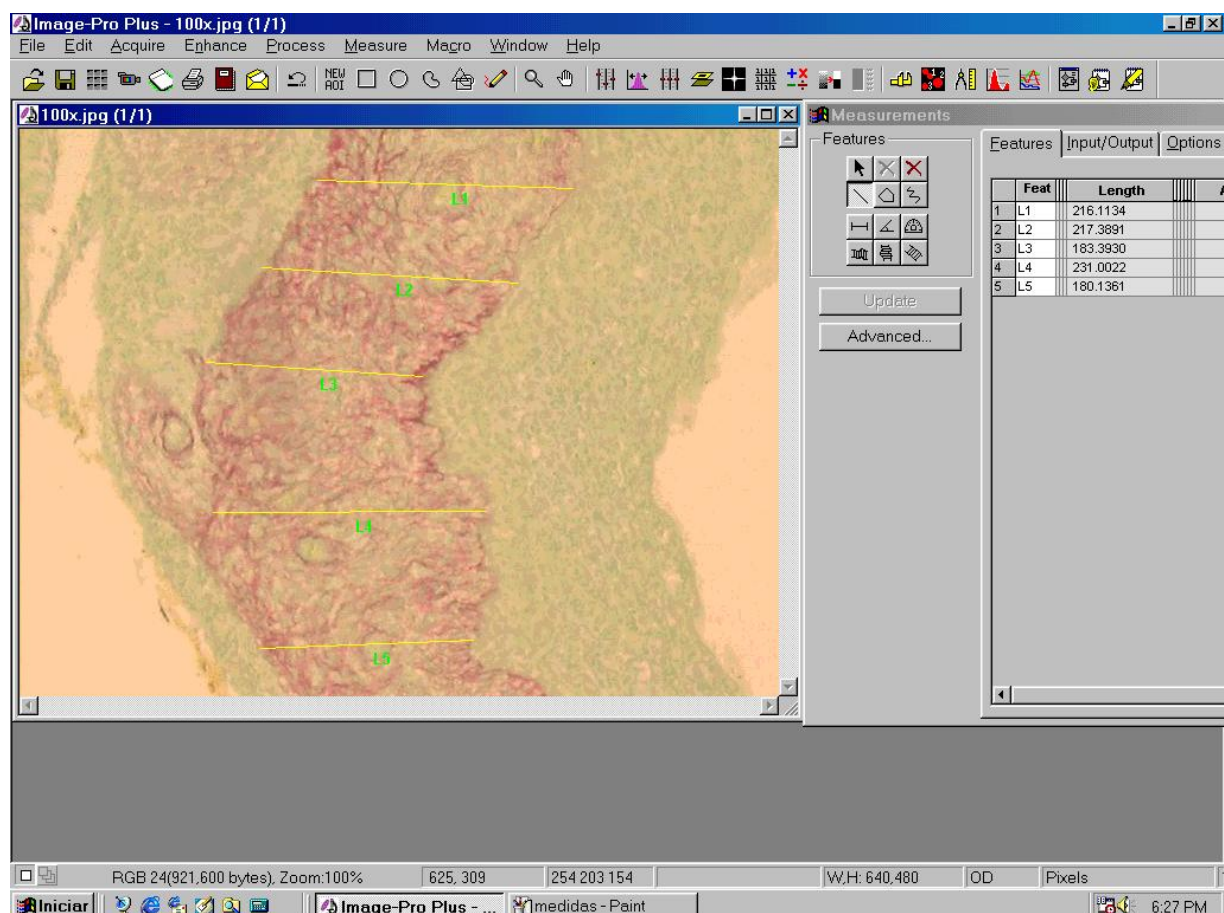 Image-Pro Plus - 100x.jpg (1/1)
File Edit Acquire Enhance Process Measure Macro Window Help
NEW
AOI
100x.jpg (1/1)
Measurements
Features
Features Input/Output Options
Feat Length
1 L1 216.1134
2 L2 217.3891
3 L3 183.3930
4 L4 231.0022
5 L5 180.1361
Update
Advanced...
L1
L2
L3
L4
L5
RGB 24(921,600 bytes), Zoom:100% 625, 309 254 203 154 W,H: 640,480 OD Pixels
Iniciar Image-Pro Plus - ... medidas - Paint 6:27 PM